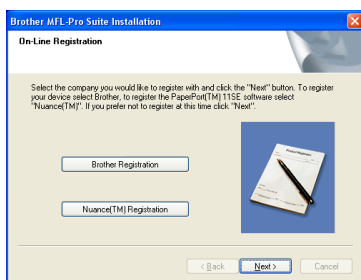 Brother MFL-Pro Suite Installation
On-Line Registration
Select the company you would like to register with and click the "Next" button. To register
your device select Brother, to register the PaperPort(TM) 11SE software select
"Nuance(TM)". If you prefer not to register at this time click "Next".
Brother Registration
Nuance(TM) Registration
< Back
Next >
Cancel